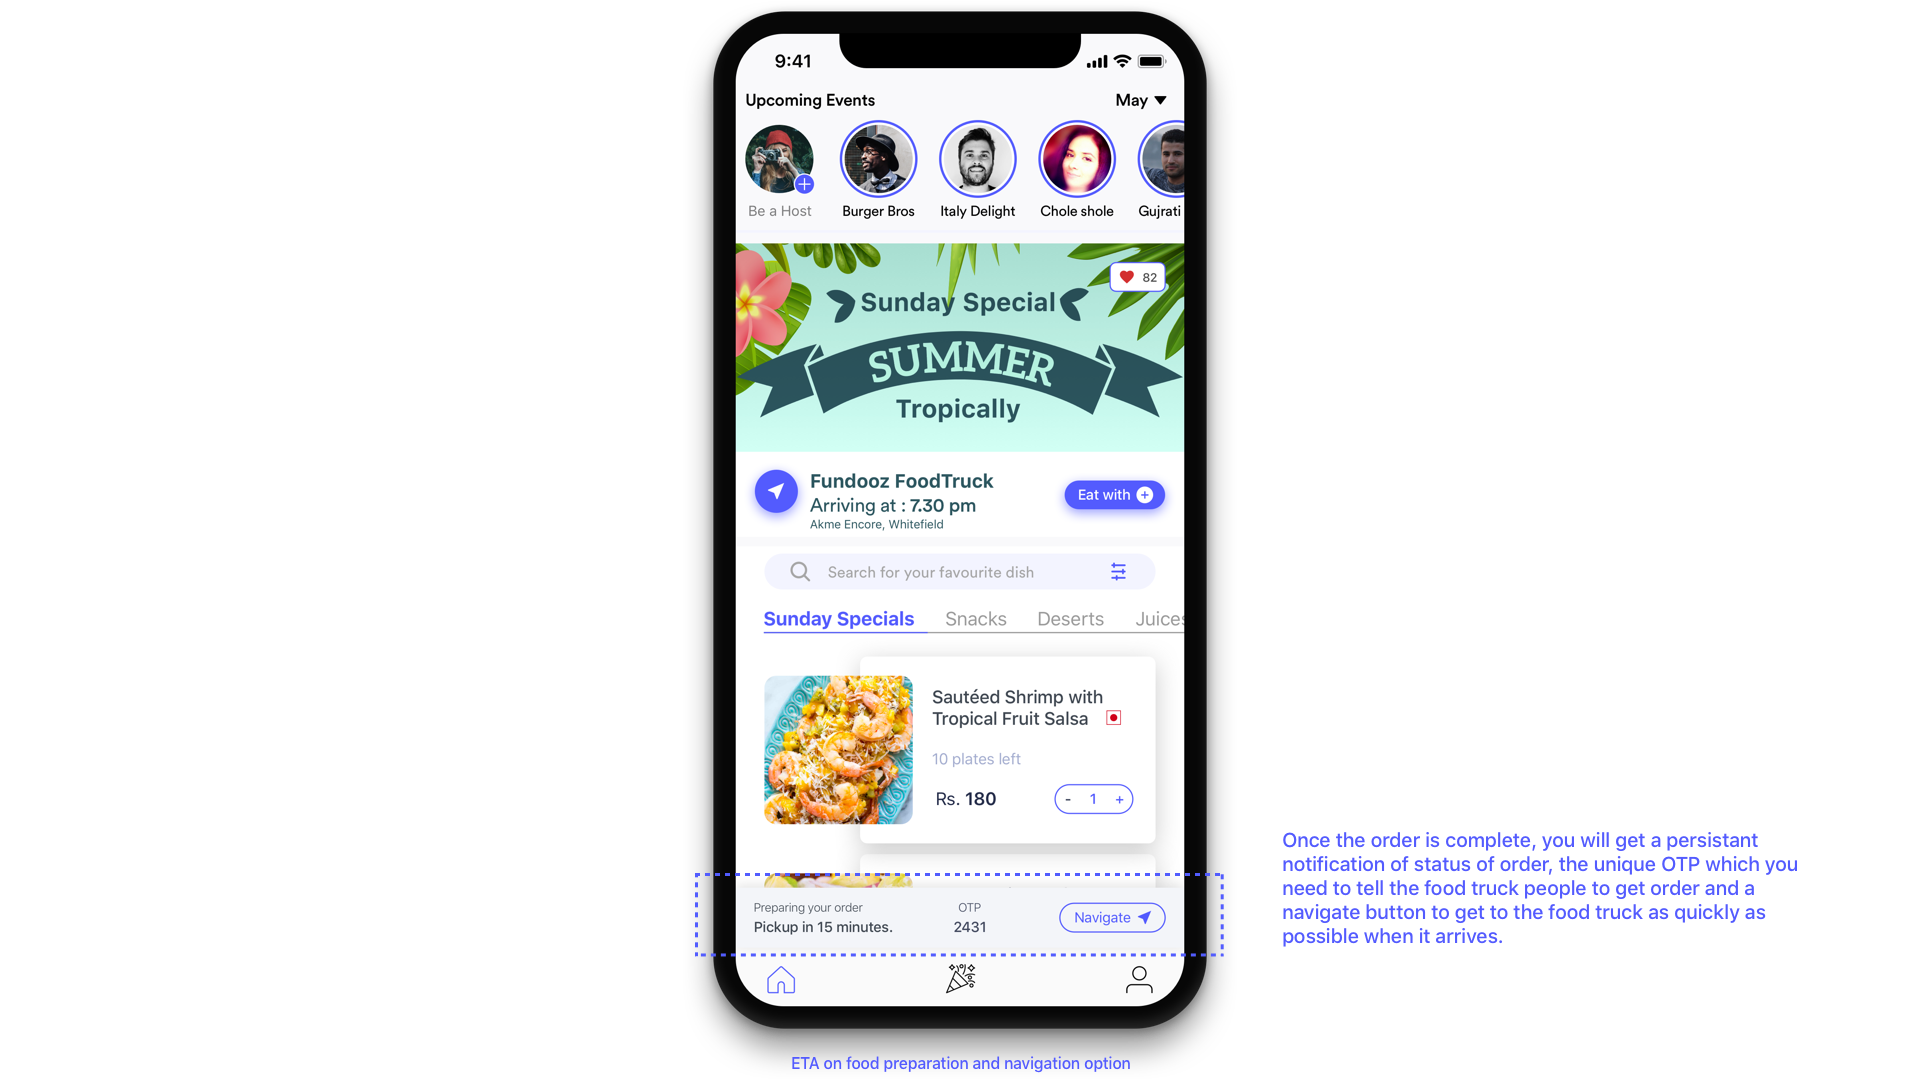 9:41
Upcoming Events
May
Be a Host
Burger Bros
Italy Delight
Chole shole
Gujrati
82
Sunday Special
SUMMER
Tropically
Fundooz FoodTruck
Arriving at : 7.30 pm
Akme Encore, Whitefield
Eat with
Search for your favourite dish
Sunday Specials
Snacks
Deserts
Juices
Sautéed Shrimp with
Tropical Fruit Salsa
10 plates left
Rs. 180
- 1 +
Preparing your order
Pickup in 15 minutes.
OTP
2431
Navigate
Once the order is complete, you will get a persistant
notification of status of order, the unique OTP which you
need to tell the food truck people to get order and a
navigate button to get to the food truck as quickly as
possible when it arrives.
ETA on food preparation and navigation option